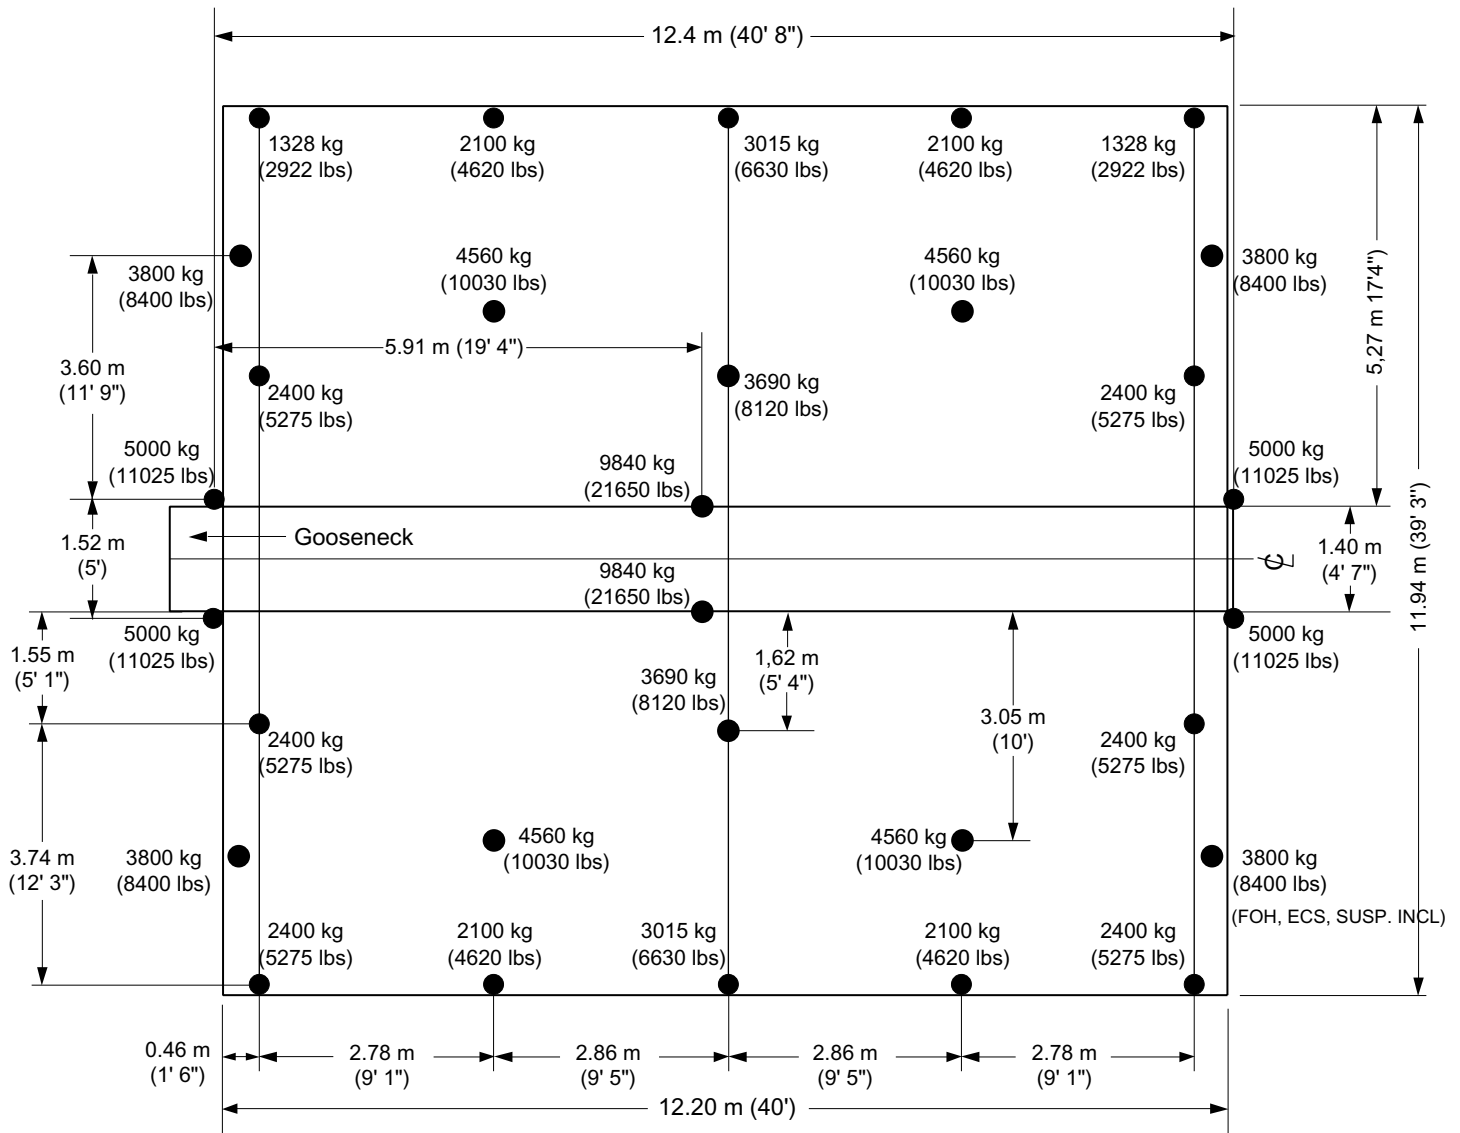 12.4 m (40' 8")
1328 kg
(2922 lbs)
2100 kg
(4620 lbs)
3015 kg
(6630 lbs)
2100 kg
(4620 lbs)
1328 kg
(2922 lbs)
3800 kg
(8400 lbs)
4560 kg
(10030 lbs)
4560 kg
(10030 lbs)
3800 kg
(8400 lbs)
5,27 m 17'4")
11.94 m (39' 3")
5.91 m (19' 4")
3.60 m
(11' 9")
2400 kg
(5275 lbs)
3690 kg
(8120 lbs)
2400 kg
(5275 lbs)
5000 kg
(11025 lbs)
9840 kg
(21650 lbs)
5000 kg
(11025 lbs)
1.52 m
(5')
Gooseneck
C
L
1.40 m
(4' 7")
9840 kg
(21650 lbs)
5000 kg
(11025 lbs)
5000 kg
(11025 lbs)
1.55 m
(5' 1")
1,62 m
(5' 4")
3690 kg
(8120 lbs)
3.05 m
(10')
2400 kg
(5275 lbs)
2400 kg
(5275 lbs)
3.74 m
(12' 3")
3800 kg
(8400 lbs)
4560 kg
(10030 lbs)
4560 kg
(10030 lbs)
3800 kg
(8400 lbs)
(FOH, ECS, SUSP. INCL)
2400 kg
(5275 lbs)
2100 kg
(4620 lbs)
3015 kg
(6630 lbs)
2100 kg
(4620 lbs)
2400 kg
(5275 lbs)
0.46 m
(1' 6")
2.78 m
(9' 1")
2.86 m
(9' 5")
2.86 m
(9' 5")
2.78 m
(9' 1")
12.20 m (40')